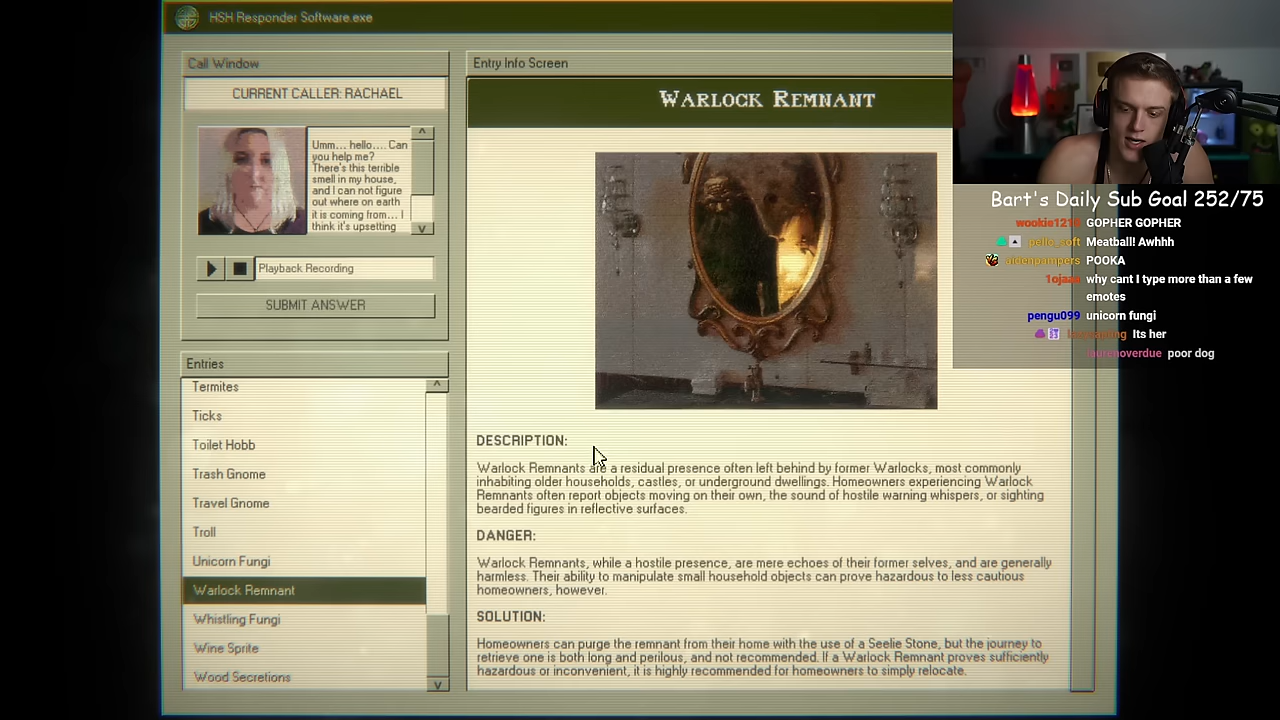 HSH Responder Software.exe
Call Window
CURRENT CALLER: RACHAEL
Umm... hello.... Can
you help me?
There's this terrible
smell in my house,
and I can not figure
out where on earth
it is coming from... I
think it's upsetting
Playback Recording
SUBMIT ANSWER
Entries
Termites
Ticks
Toilet Hobb
Trash Gnome
Travel Gnome
Troll
Unicorn Fungi
Warlock Remnant
Whistling Fungi
Wine Sprite
Wood Secretions
Entry Info Screen
WARLOCK REMNANT
DESCRIPTION:
Warlock Remnants are a residual presence often left behind by former Warlocks, most commonly
inhabiting older households, castles, or underground dwellings. Homeowners experiencing Warlock
Remnants often report objects moving on their own, the sound of hostile warning whispers, or sighting
bearded figures in reflective surfaces.
DANGER:
Warlock Remnants, while a hostile presence, are mere echoes of their former selves, and are generally
harmless. Their ability to manipulate small household objects can prove hazardous to less cautious
homeowners, however.
SOLUTION:
Homeowners can purge the remnant from their home with the use of a Seelie Stone, but the journey to
retrieve one is both long and perilous, and not recommended. If a Warlock Remnant proves sufficiently
hazardous or inconvenient, it is highly recommended for homeowners to simply relocate.
Bart's Daily Sub Goal 252/75
GOPHER GOPHER
Meatball! Awhhh
POOKA
why cant I type more than a few
emotes
pengu099 unicorn fungi
Its her
poor dog